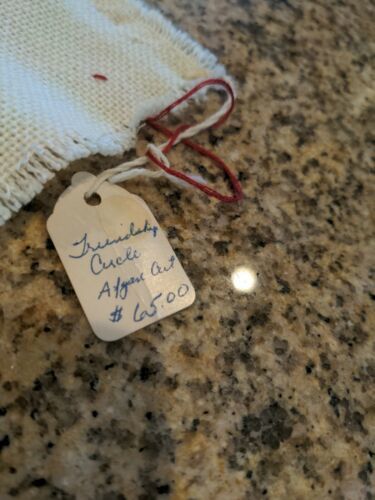 Friendship
Circle
Afgan Art
$65.00